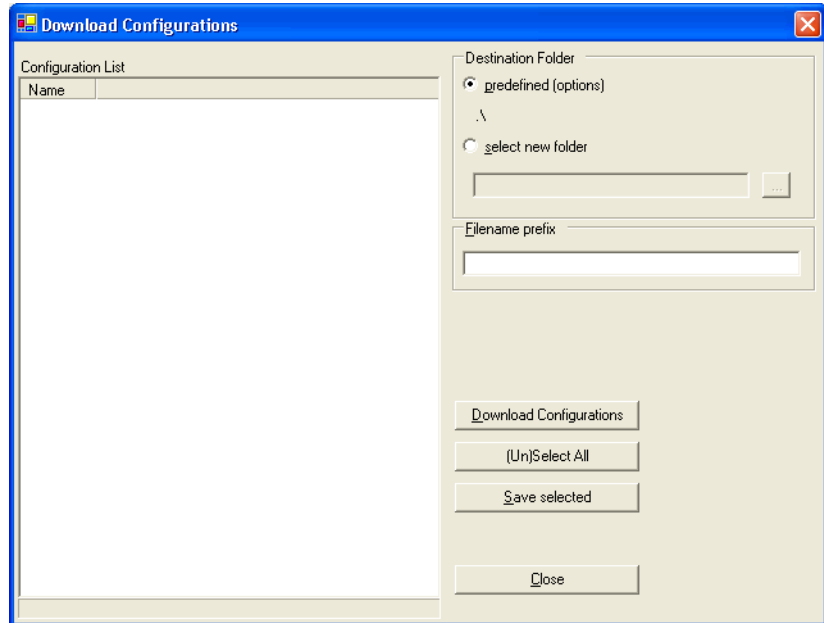 Download Configurations
Configuration List
Name
Destination Folder
predefined (options)
.\
select new folder
...
Filename prefix
Download Configurations
(Un)Select All
Save selected
Close